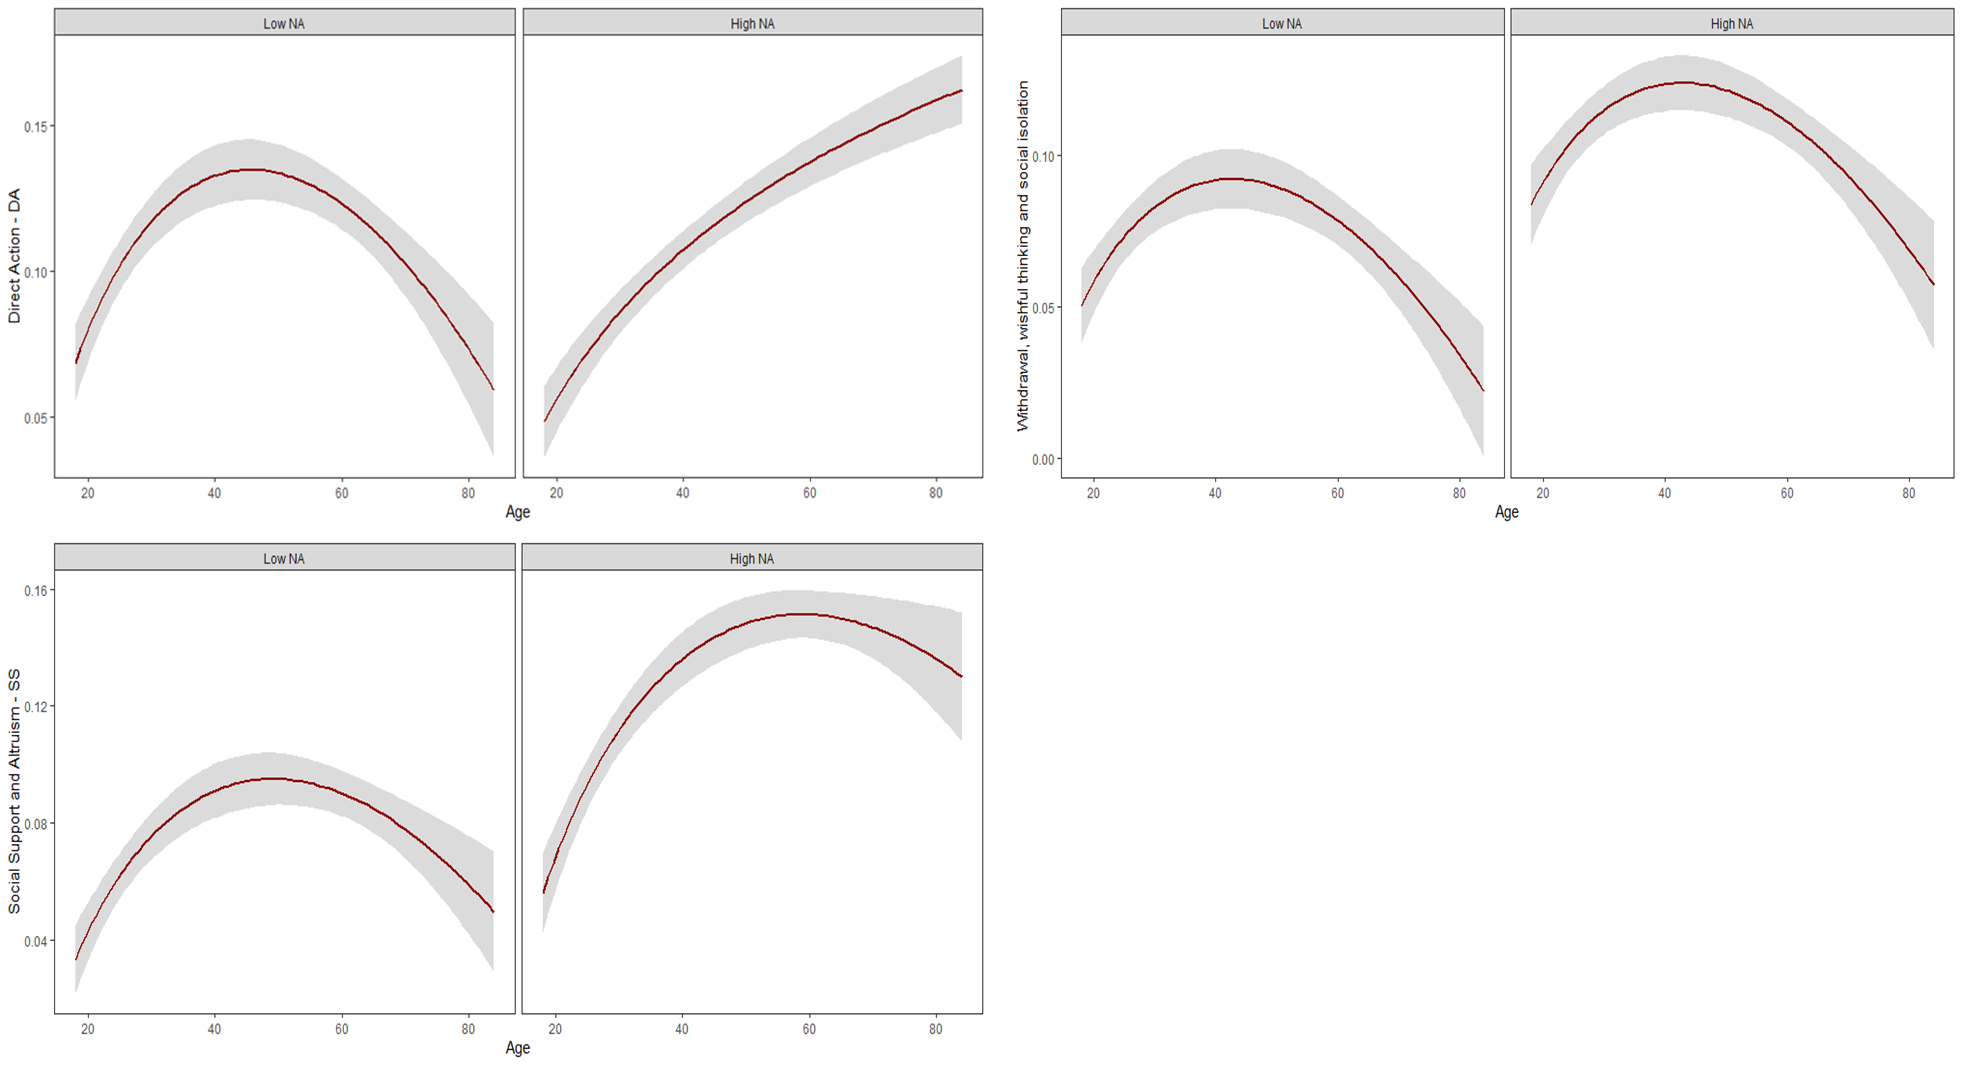 Low NA
High NA
Direct Action - DA
0.15
0.10
0.05
20
40
60
80
20
40
60
80
Age
Low NA
High NA
Withdrawal, wishful thinking and social isolation
0.10
0.05
0.00
20
40
60
80
20
40
60
80
Age
Low NA
High NA
Social Support and Altruism - SS
0.16
0.12
0.08
0.04
20
40
60
80
20
40
60
80
Age